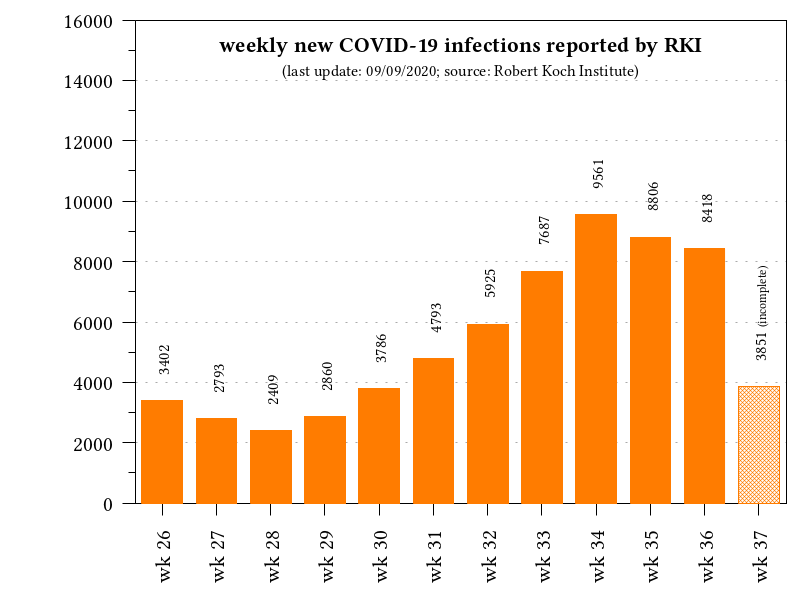 weekly new COVID-19 infections reported by RKI
(last update: 09/09/2020; source: Robert Koch Institute)
16000
14000
12000
10000
8000
6000
4000
2000
0
3402
2793
2409
2860
3786
4793
5925
7687
9561
8806
8418
3851 (incomplete)
wk 26
wk 27
wk 28
wk 29
wk 30
wk 31
wk 32
wk 33
wk 34
wk 35
wk 36
wk 37